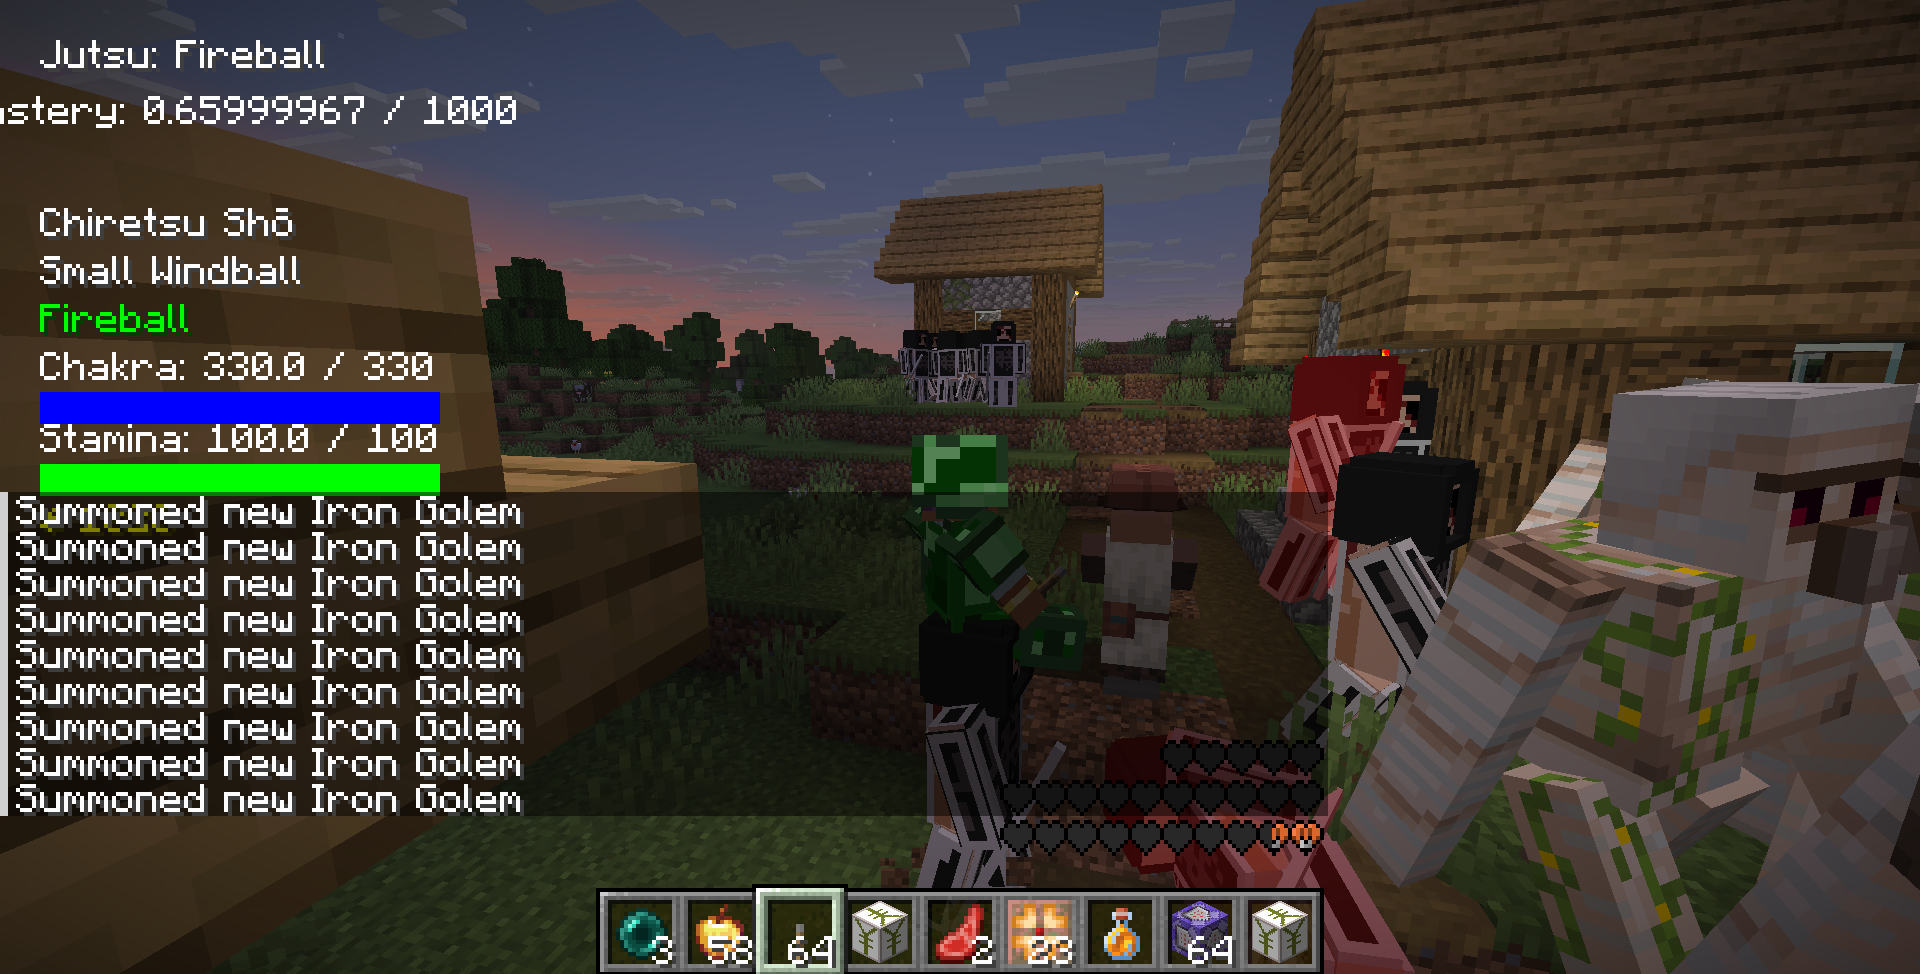 Jutsu: Fireball
astery: 0.65999967 / 1000
Chiretsu Shō
Small Windball
Fireball
Chakra: 330.0 / 330
Stamina: 100.0 / 100
Summoned new Iron Golem
Summoned new Iron Golem
Summoned new Iron Golem
Summoned new Iron Golem
Summoned new Iron Golem
Summoned new Iron Golem
Summoned new Iron Golem
Summoned new Iron Golem
Summoned new Iron Golem
3 58 64 2 28 64